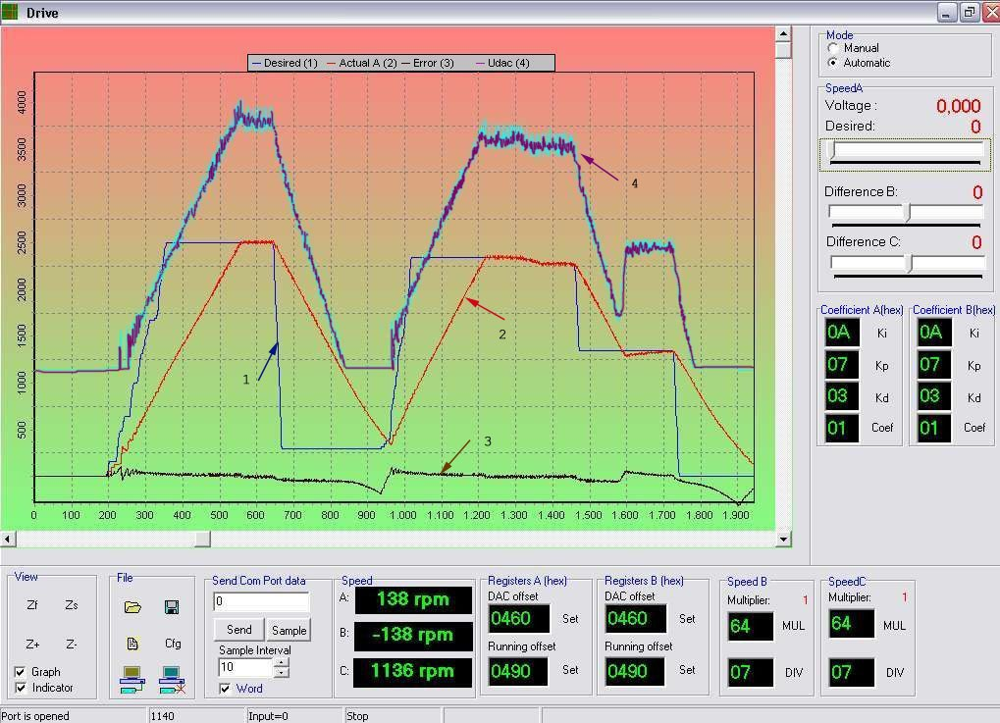 Drive
Desired (1) Actual A (2) Error (3) Udac (4)
4000
3500
3000
2500
2000
1500
1000
500
4
2
1
3
0 100 200 300 400 500 600 700 800 900 1.000 1.100 1.200 1.300 1.400 1.500 1.600 1.700 1.800 1.900
Mode
Manual
Automatic
SpeedA
Voltage : 0,000
Desired: 0
Difference B: 0
Difference C: 0
Coefficient A(hex) Coefficient B(hex)
0A Ki 0A Ki
07 Kp 07 Kp
03 Kd 03 Kd
01 Coef 01 Coef
View
Zf Zs
Z+ Z-
Graph
Indicator
File
Cfg
Send Com Port data
0
Send Sample
Sample Interval
10
Word
Speed
A: 138 rpm
B: -138 rpm
C: 1136 rpm
Registers A (hex)
DAC offset
0460 Set
Running offset
0490 Set
Registers B (hex)
DAC offset
0460 Set
Running offset
0490 Set
Speed B
Multiplier: 1
64 MUL
07 DIV
SpeedC
Multiplier: 1
64 MUL
07 DIV
Port is opened 1140 Input=0 Stop